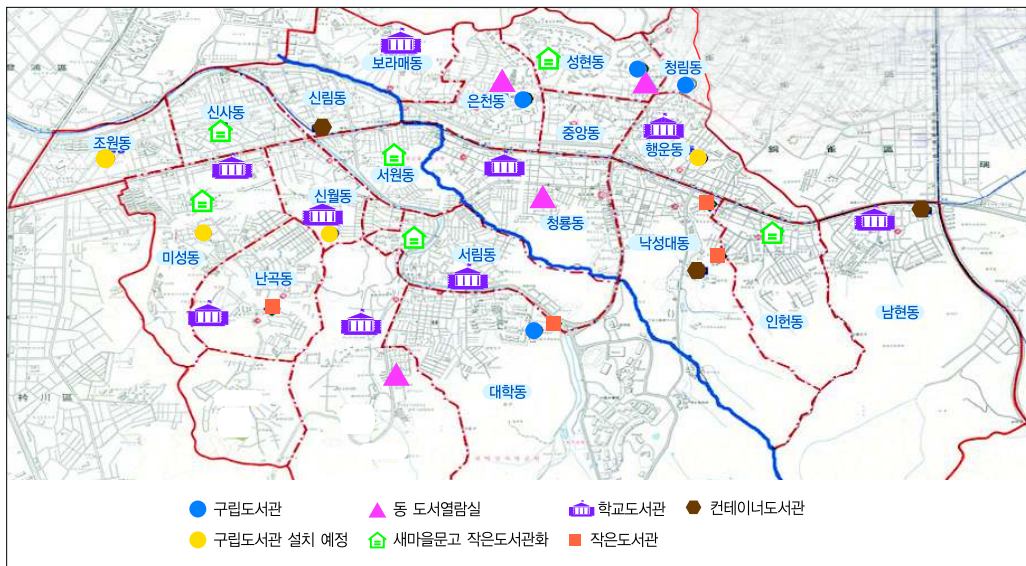 보라매동
성현동
청림동
은천동
신사동
신림동
중앙동
조원동
행운동
서원동
신월동
청룡동
낙성대동
미성동
서림동
난곡동
인헌동
남현동
대학동
衿川區
구립도서관
동 도서열람실
학교도서관
컨테이너도서관
구립도서관 설치 예정
새마을문고 작은도서관화
작은도서관